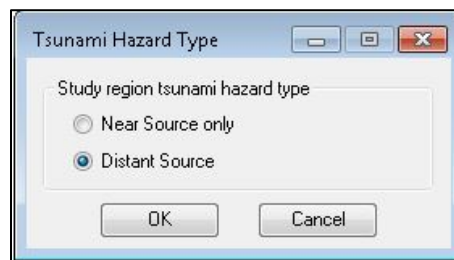 Tsunami Hazard Type
Study region tsunami hazard type
Near Source only
Distant Source
OK Cancel